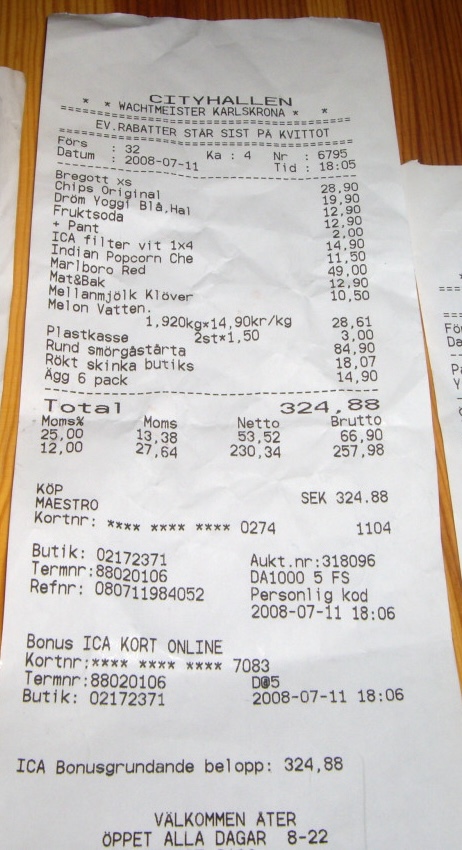 CITYHALLEN
* * WACHTMEISTER KARLSKRONA * *
==================================
EV.RABATTER STÅR SIST PÅ KVITTOT
==================================
Förs : 32 Ka : 4 Nr : 6795
Datum : 2008-07-11 Tid : 18:05
Bregott xs 28,90
Chips Original 19,90
Dröm Yoggi Blå,Hal 12,90
Fruktsoda 12,90
+ Pant 2,00
ICA filter vit 1x4 14,90
Indian Popcorn Che 11,50
Marlboro Red 49,00
Mat&Bak 12,90
Mellanmjölk Klöver 10,50
Melon Vatten.
1,920kg*14,90kr/kg 28,61
Plastkasse 2st*1,50 3,00
Rund smörgåstårta 84,90
Rökt skinka butiks 18,07
Ägg 6 pack 14,90
Total 324,88
Moms% Moms Netto Brutto
25,00 13,38 53,52 66,90
12,00 27,64 230,34 257,98
KÖP
MAESTRO SEK 324.88
Kortnr: **** **** **** 0274 1104
Butik: 02172371 Aukt.nr:318096
Termnr:88020106 DA1000 5 FS
Refnr: 080711984052 Personlig kod
2008-07-11 18:06
Bonus ICA KORT ONLINE
Kortnr:**** **** **** 7083
Termnr:88020106
Butik: 02172371 2008-07-11 18:06
ICA Bonusgrundande belopp: 324,88
VÄLKOMMEN ÅTER
ÖPPET ALLA DAGAR 8-22